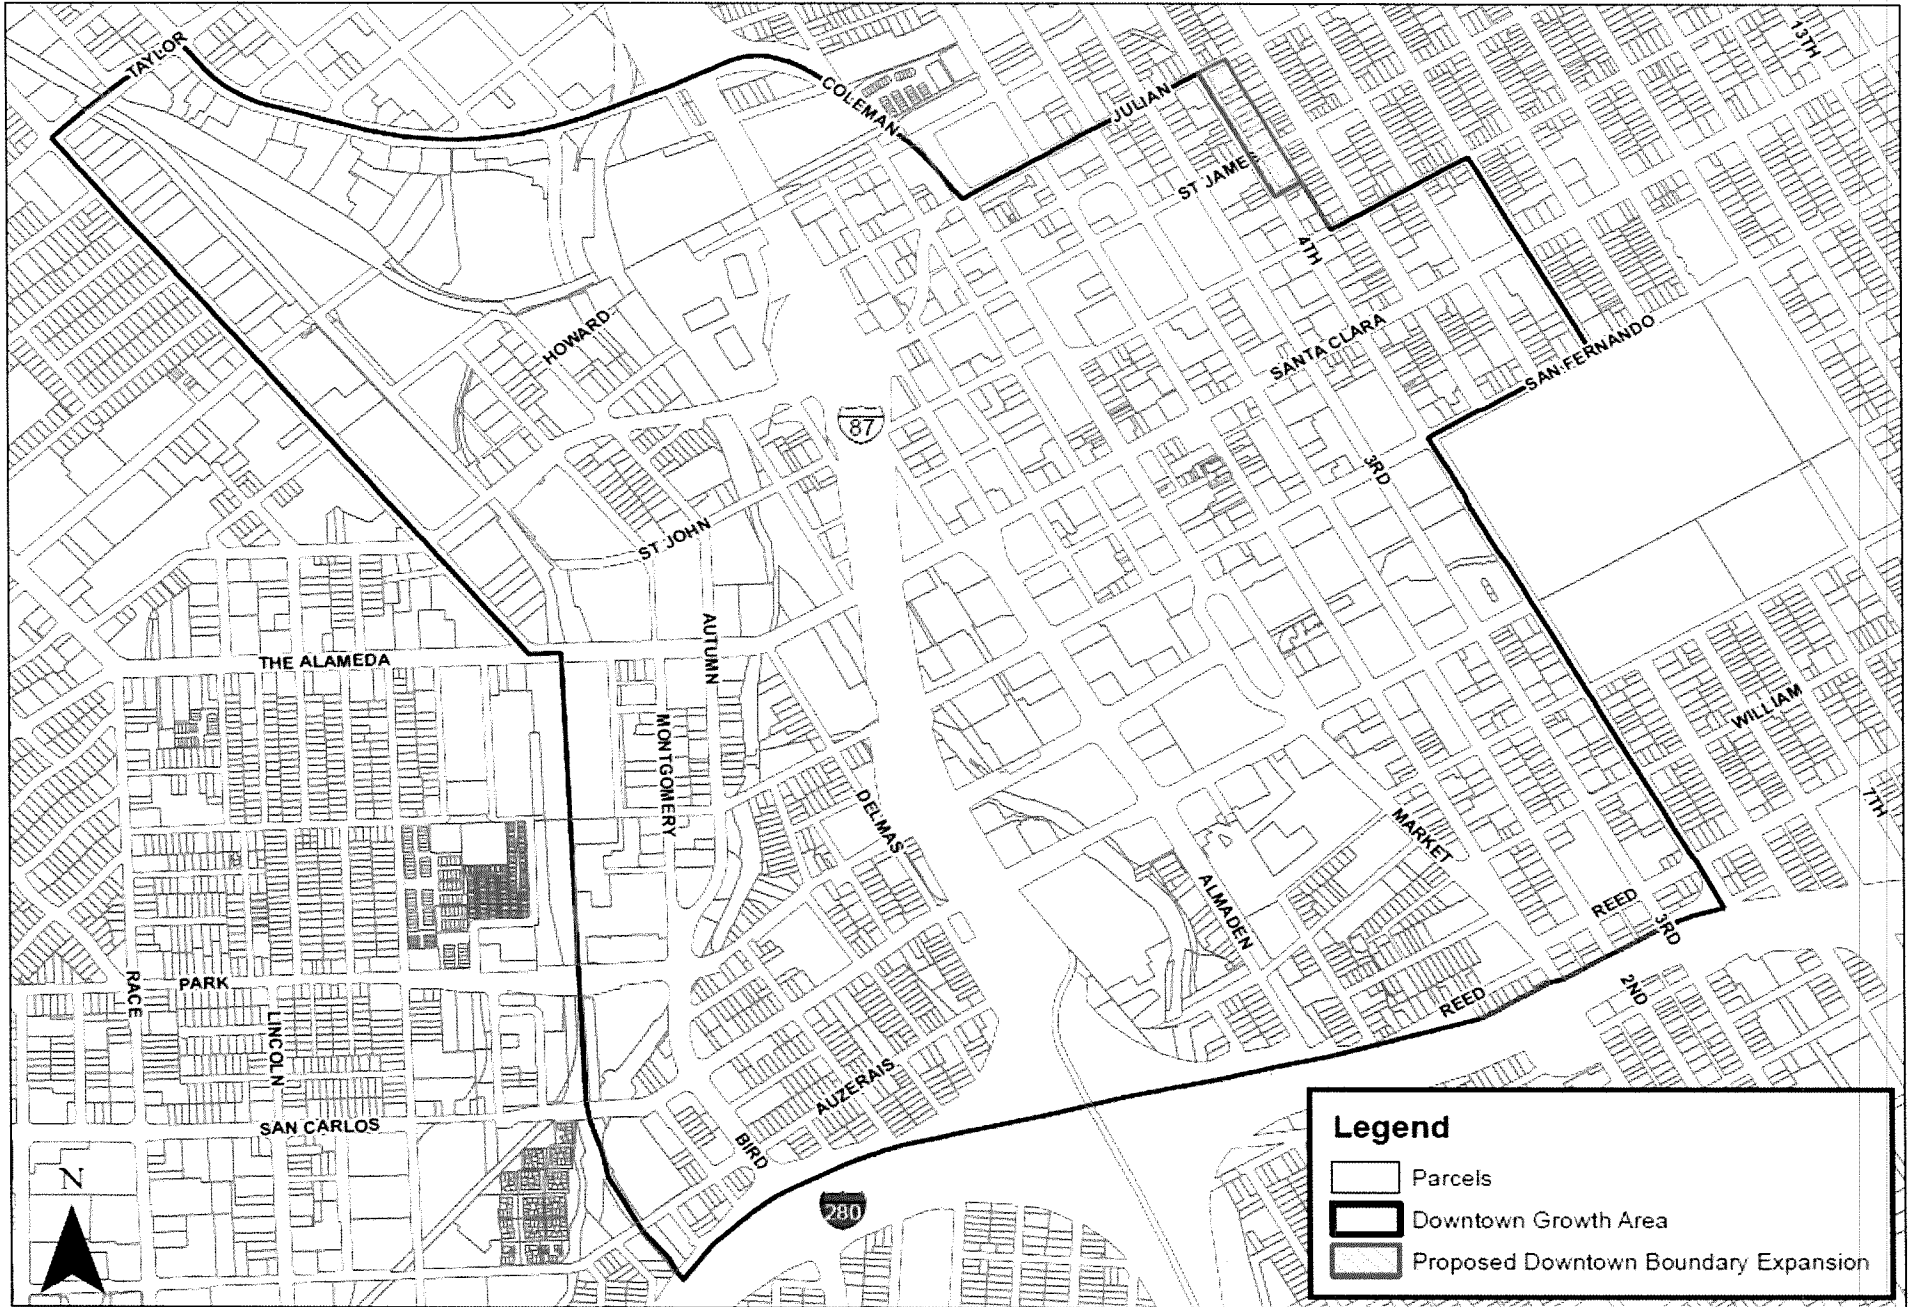 TAYLOR
13TH
COLEMAN
JULIAN
ST JAMES
4TH
HOWARD
SANTA CLARA
SAN FERNANDO
87
3RD
ST JOHN
AUTUMN
THE ALAMEDA
WILLIAM
MONTGOMERY
DELMAS
7TH
MARKET
ALMADEN
REED
3RD
RACE
PARK
2ND
REED
LINCOLN
AUZERAIS
SAN CARLOS
BIRD
N
280
Legend
Parcels
Downtown Growth Area
Proposed Downtown Boundary Expansion